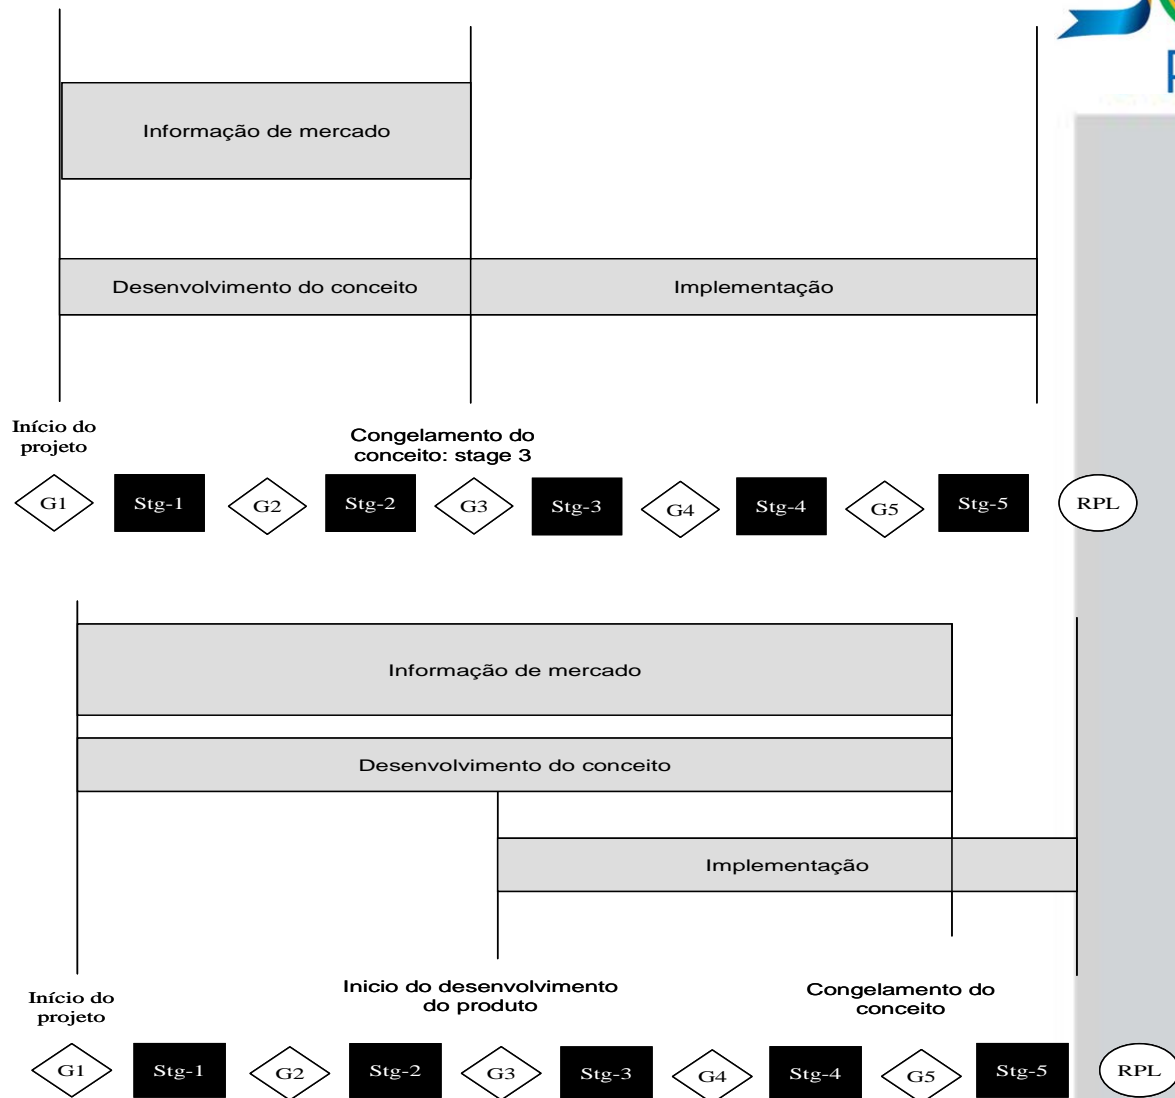 Informação de mercado
Desenvolvimento do conceito
Implementação
Início do
projeto
Congelamento do
conceito: stage 3
G1
Stg-1
G2
Stg-2
G3
Stg-3
G4
Stg-4
G5
Stg-5
RPL
Informação de mercado
Desenvolvimento do conceito
Implementação
Início do
projeto
Inicio do desenvolvimento
do produto
Congelamento do
conceito
G1
Stg-1
G2
Stg-2
G3
Stg-3
G4
Stg-4
G5
Stg-5
RPL